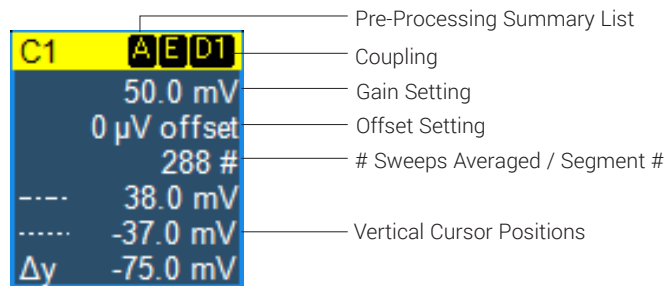 Pre-Processing Summary List
C1 A E D1
Coupling
50.0 mV
Gain Setting
0 µV offset
Offset Setting
288 #
# Sweeps Averaged / Segment #
38.0 mV
-37.0 mV
Vertical Cursor Positions
Δy -75.0 mV